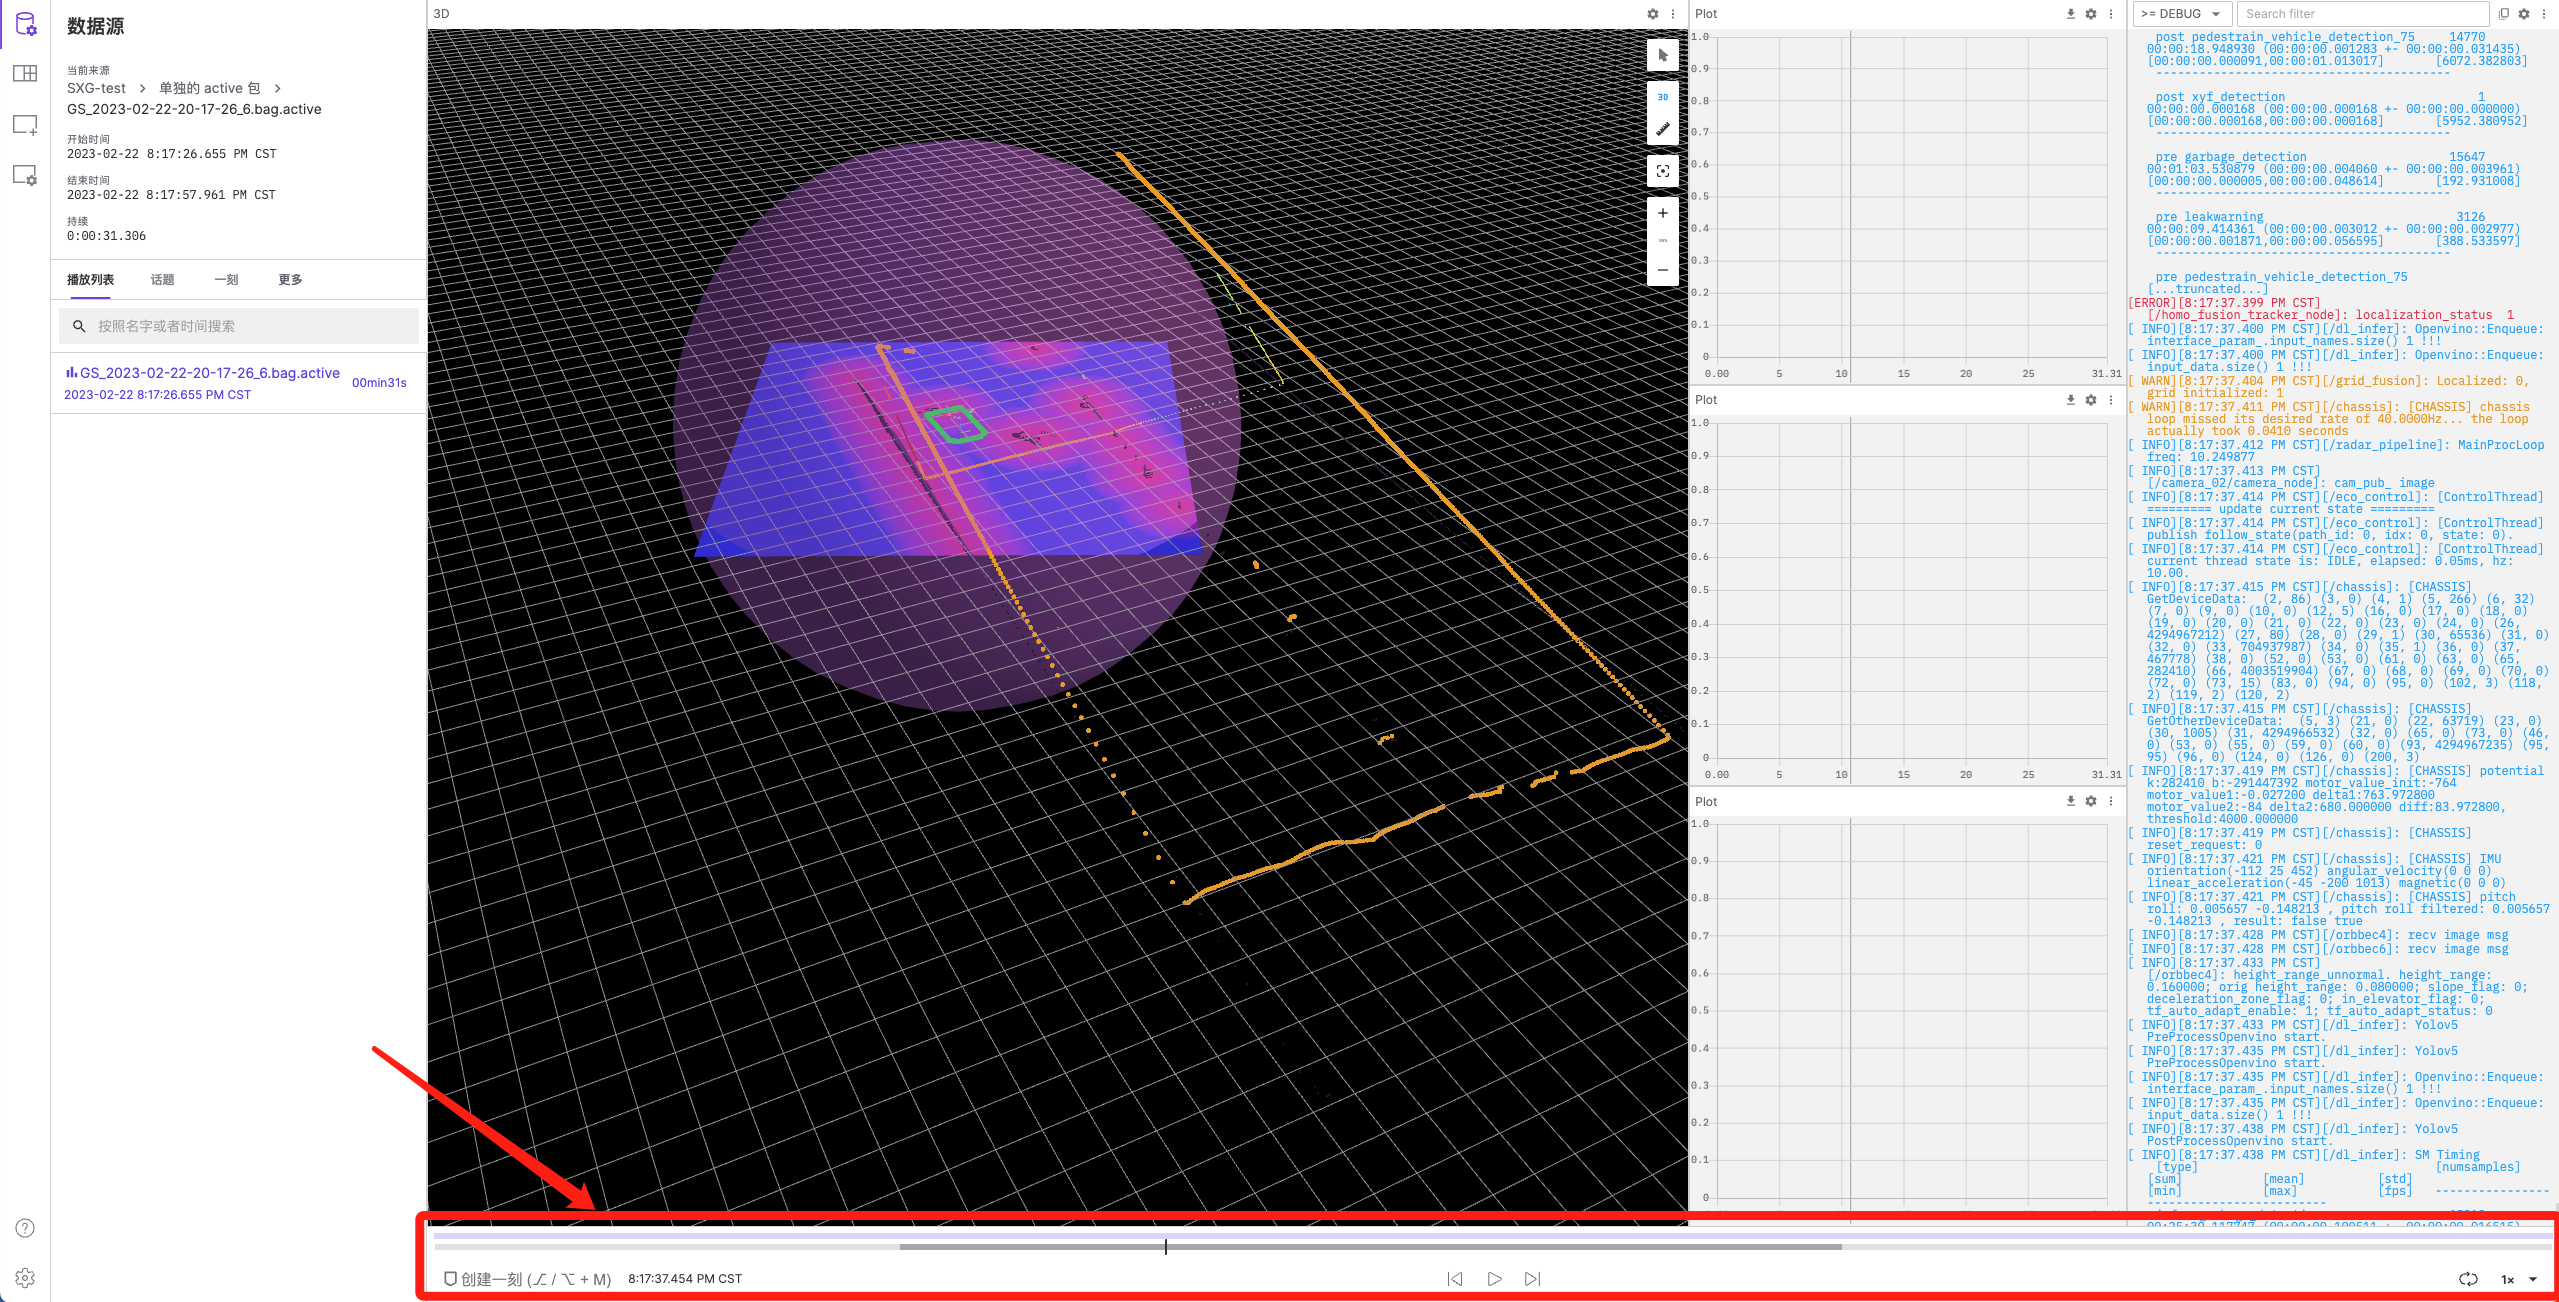 数据源
当前来源
SXG-test > 单独的 active 包 >
GS_2023-02-22-20-17-26_6.bag.active
开始时间
2023-02-22 8:17:26.655 PM CST
结束时间
2023-02-22 8:17:57.961 PM CST
持续
0:00:31.306
播放列表 话题 一刻 更多
按照名字或者时间搜索
GS_2023-02-22-20-17-26_6.bag.active
2023-02-22 8:17:26.655 PM CST
00min31s
3D
3D
Plot
1.0
0.9
0.8
0.7
0.6
0.5
0.4
0.3
0.2
0.1
0
0.00 5 10 15 20 25 31.31
Plot
1.0
0.9
0.8
0.7
0.6
0.5
0.4
0.3
0.2
0.1
0
0.00 5 10 15 20 25 31.31
Plot
1.0
0.9
0.8
0.7
0.6
0.5
0.4
0.3
0.2
0.1
0
>= DEBUG Search filter
post pedestrain_vehicle_detection_75 14770
00:00:18.948930 (00:00:00.001283 +- 00:00:00.031435)
[00:00:00.000091,00:00:01.013017] [6072.382803]
-----------------------------------------
post xyf_detection 1
00:00:00.000168 (00:00:00.000168 +- 00:00:00.000000)
[00:00:00.000168,00:00:00.000168] [5952.380952]
-----------------------------------------
pre garbage_detection 15647
00:01:03.530879 (00:00:00.004060 +- 00:00:00.003961)
[00:00:00.000005,00:00:00.048614] [192.931008]
-----------------------------------------
pre leakwarning 3126
00:00:09.414361 (00:00:00.003012 +- 00:00:00.002977)
[00:00:00.001871,00:00:00.056595] [388.533597]
-----------------------------------------
pre pedestrain_vehicle_detection_75
[...truncated...]
[ERROR][8:17:37.399 PM CST]
[/homo_fusion_tracker_node]: localization_status 1
[ INFO][8:17:37.400 PM CST][/dl_infer]: Openvino::Enqueue:
interface_param_.input_names.size() 1 !!!
[ INFO][8:17:37.400 PM CST][/dl_infer]: Openvino::Enqueue:
input_data.size() 1 !!!
[ WARN][8:17:37.404 PM CST][/grid_fusion]: Localized: 0,
grid initialized: 1
[ WARN][8:17:37.411 PM CST][/chassis]: [CHASSIS] chassis
loop missed its desired rate of 40.0000Hz... the loop
actually took 0.0410 seconds
[ INFO][8:17:37.412 PM CST][/radar_pipeline]: MainProcLoop
freq: 10.249877
[ INFO][8:17:37.413 PM CST]
[/camera_02/camera_node]: cam_pub_ image
[ INFO][8:17:37.414 PM CST][/eco_control]: [ControlThread]
========= update current state =========
[ INFO][8:17:37.414 PM CST][/eco_control]: [ControlThread]
publish follow_state(path_id: 0, idx: 0, state: 0).
[ INFO][8:17:37.414 PM CST][/eco_control]: [ControlThread]
current thread state is: IDLE, elapsed: 0.05ms, hz:
10.00.
[ INFO][8:17:37.415 PM CST][/chassis]: [CHASSIS]
GetDeviceData: (2, 86) (3, 0) (4, 1) (5, 266) (6, 32)
(7, 0) (9, 0) (10, 0) (12, 5) (16, 0) (17, 0) (18, 0)
(19, 0) (20, 0) (21, 0) (22, 0) (23, 0) (24, 0) (26,
4294967212) (27, 80) (28, 0) (29, 1) (30, 65536) (31, 0)
(32, 0) (33, 704937987) (34, 0) (35, 1) (36, 0) (37,
467778) (38, 0) (52, 0) (53, 0) (61, 0) (63, 0) (65,
282410) (66, 4003519904) (67, 0) (68, 0) (69, 0) (70, 0)
(72, 0) (73, 15) (83, 0) (94, 0) (95, 0) (102, 3) (118,
2) (119, 2) (120, 2)
[ INFO][8:17:37.415 PM CST][/chassis]: [CHASSIS]
GetOtherDeviceData: (5, 3) (21, 0) (22, 63719) (23, 0)
(30, 1005) (31, 4294966532) (32, 0) (65, 0) (73, 0) (46,
0) (53, 0) (55, 0) (59, 0) (60, 0) (93, 4294967235) (95,
95) (96, 0) (124, 0) (126, 0) (200, 3)
[ INFO][8:17:37.419 PM CST][/chassis]: [CHASSIS] potential
k:282410 b:-291447392 motor_value_init:-764
motor_value1:-0.027200 delta1:763.972800
motor_value2:-84 delta2:680.000000 diff:83.972800,
threshold:4000.000000
[ INFO][8:17:37.419 PM CST][/chassis]: [CHASSIS]
reset_request: 0
[ INFO][8:17:37.421 PM CST][/chassis]: [CHASSIS] IMU
orientation(-112 25 452) angular_velocity(0 0 0)
linear_acceleration(-45 -200 1013) magnetic(0 0 0)
[ INFO][8:17:37.421 PM CST][/chassis]: [CHASSIS] pitch
roll: 0.005657 -0.148213 , pitch roll filtered: 0.005657
-0.148213 , result: false true
[ INFO][8:17:37.428 PM CST][/orbbec4]: recv image msg
[ INFO][8:17:37.428 PM CST][/orbbec6]: recv image msg
[ INFO][8:17:37.433 PM CST]
[/orbbec4]: height_range_unnormal. height_range:
0.160000; orig height_range: 0.080000; slope_flag: 0;
deceleration_zone_flag: 0; in_elevator_flag: 0;
tf_auto_adapt_enable: 1; tf_auto_adapt_status: 0
[ INFO][8:17:37.433 PM CST][/dl_infer]: Yolov5
PreProcessOpenvino start.
[ INFO][8:17:37.435 PM CST][/dl_infer]: Yolov5
PreProcessOpenvino start.
[ INFO][8:17:37.435 PM CST][/dl_infer]: Openvino::Enqueue:
interface_param_.input_names.size() 1 !!!
[ INFO][8:17:37.435 PM CST][/dl_infer]: Openvino::Enqueue:
input_data.size() 1 !!!
[ INFO][8:17:37.438 PM CST][/dl_infer]: Yolov5
PostProcessOpenvino start.
[ INFO][8:17:37.438 PM CST][/dl_infer]: SM Timing
[type] [numsamples]
[sum] [mean] [std]
[min] [max] [fps] ----------------
-------------------------
创建一刻 (⌥ / ⌥ + M) 8:17:37.454 PM CST
1×